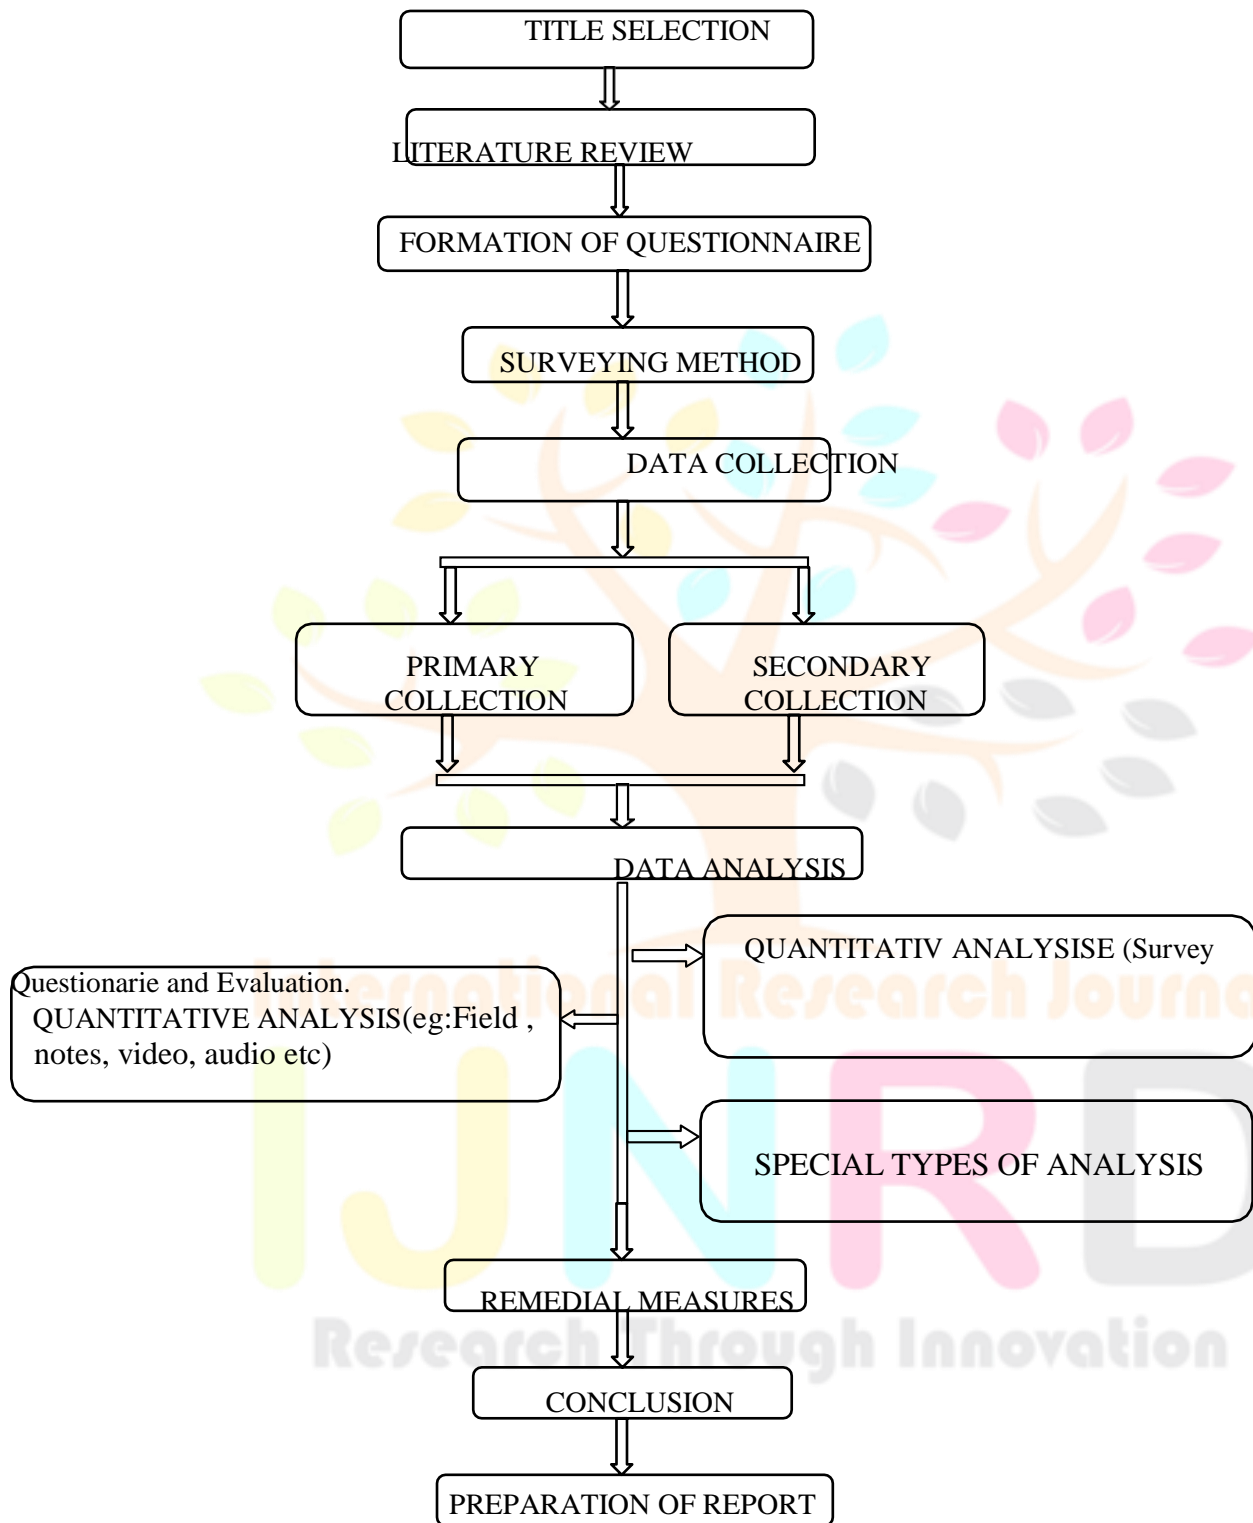 TITLE SELECTION
LITERATURE REVIEW
FORMATION OF QUESTIONNAIRE
SURVEYING METHOD
DATA COLLECTION
PRIMARY
COLLECTION
SECONDARY
COLLECTION
DATA ANALYSIS
QUANTITATIV ANALYSISE (Survey
Questionarie and Evaluation.
QUANTITATIVE ANALYSIS(eg:Field ,
notes, video, audio etc)
SPECIAL TYPES OF ANALYSIS
REMEDIAL MEASURES
CONCLUSION
PREPARATION OF REPORT
International Research Journa
IJNRD
Research Through Innovation